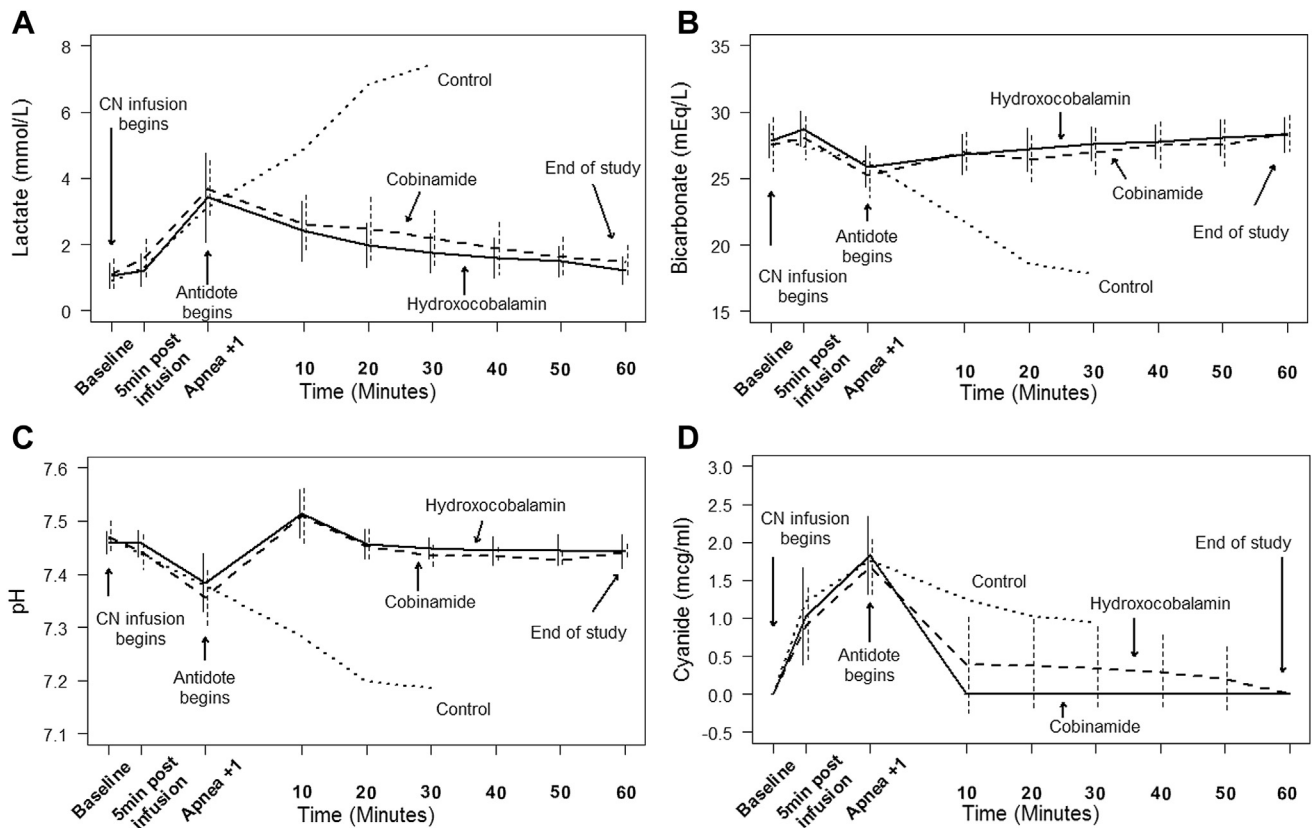 A
Lactate (mmol/L)
8
6
4
2
0
CN infusion
begins
Control
Cobinamide
End of study
Antidote
begins
Hydroxocobalamin
Baseline
5min post
infusion
Apnea +1
10
20
30
40
50
60
Time (Minutes)
B
Bicarbonate (mEq/L)
35
30
25
20
15
Hydroxocobalamin
Cobinamide
Antidote
begins
End of study
CN infusion
begins
Control
Baseline
5min post
infusion
Apnea +1
10
20
30
40
50
60
Time (Minutes)
C
pH
7.6
7.5
7.4
7.3
7.2
7.1
Hydroxocobalamin
Cobinamide
CN infusion
begins
End of study
Antidote
begins
Control
Baseline
5min post
infusion
Apnea +1
10
20
30
40
50
60
Time (Minutes)
D
Cyanide (mcg/ml)
3.0
2.5
2.0
1.5
1.0
0.5
0.0
-0.5
CN infusion
begins
End of study
Control
Hydroxocobalamin
Antidote
begins
Cobinamide
Baseline
5min post
infusion
Apnea +1
10
20
30
40
50
60
Time (Minutes)